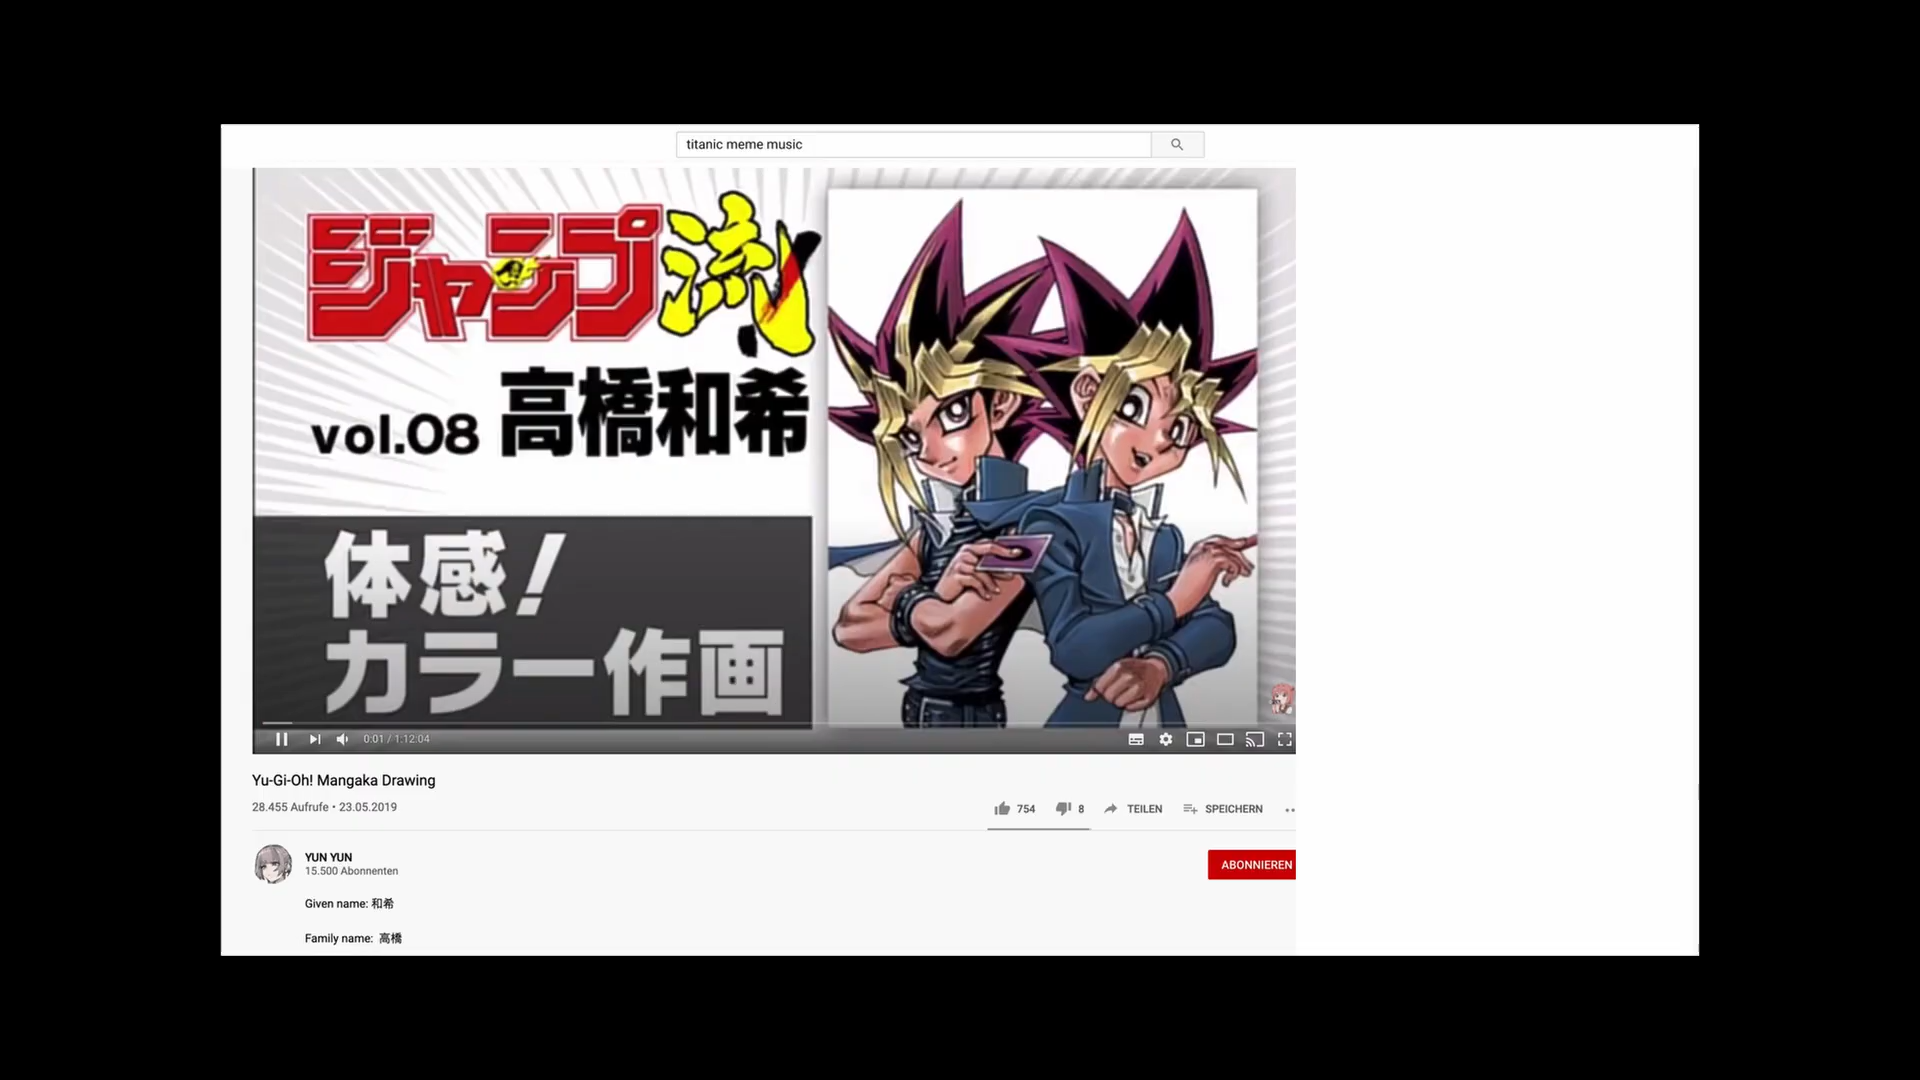 titanic meme music
ジャンプ流!
vol.08 高橋和希
体感!
カラー作画
0:01 / 1:12:04
Yu-Gi-Oh! Mangaka Drawing
28.455 Aufrufe • 23.05.2019
754
8
TEILEN
SPEICHERN
YUN YUN
15.500 Abonnenten
ABONNIEREN
Given name: 和希
Family name: 高橋